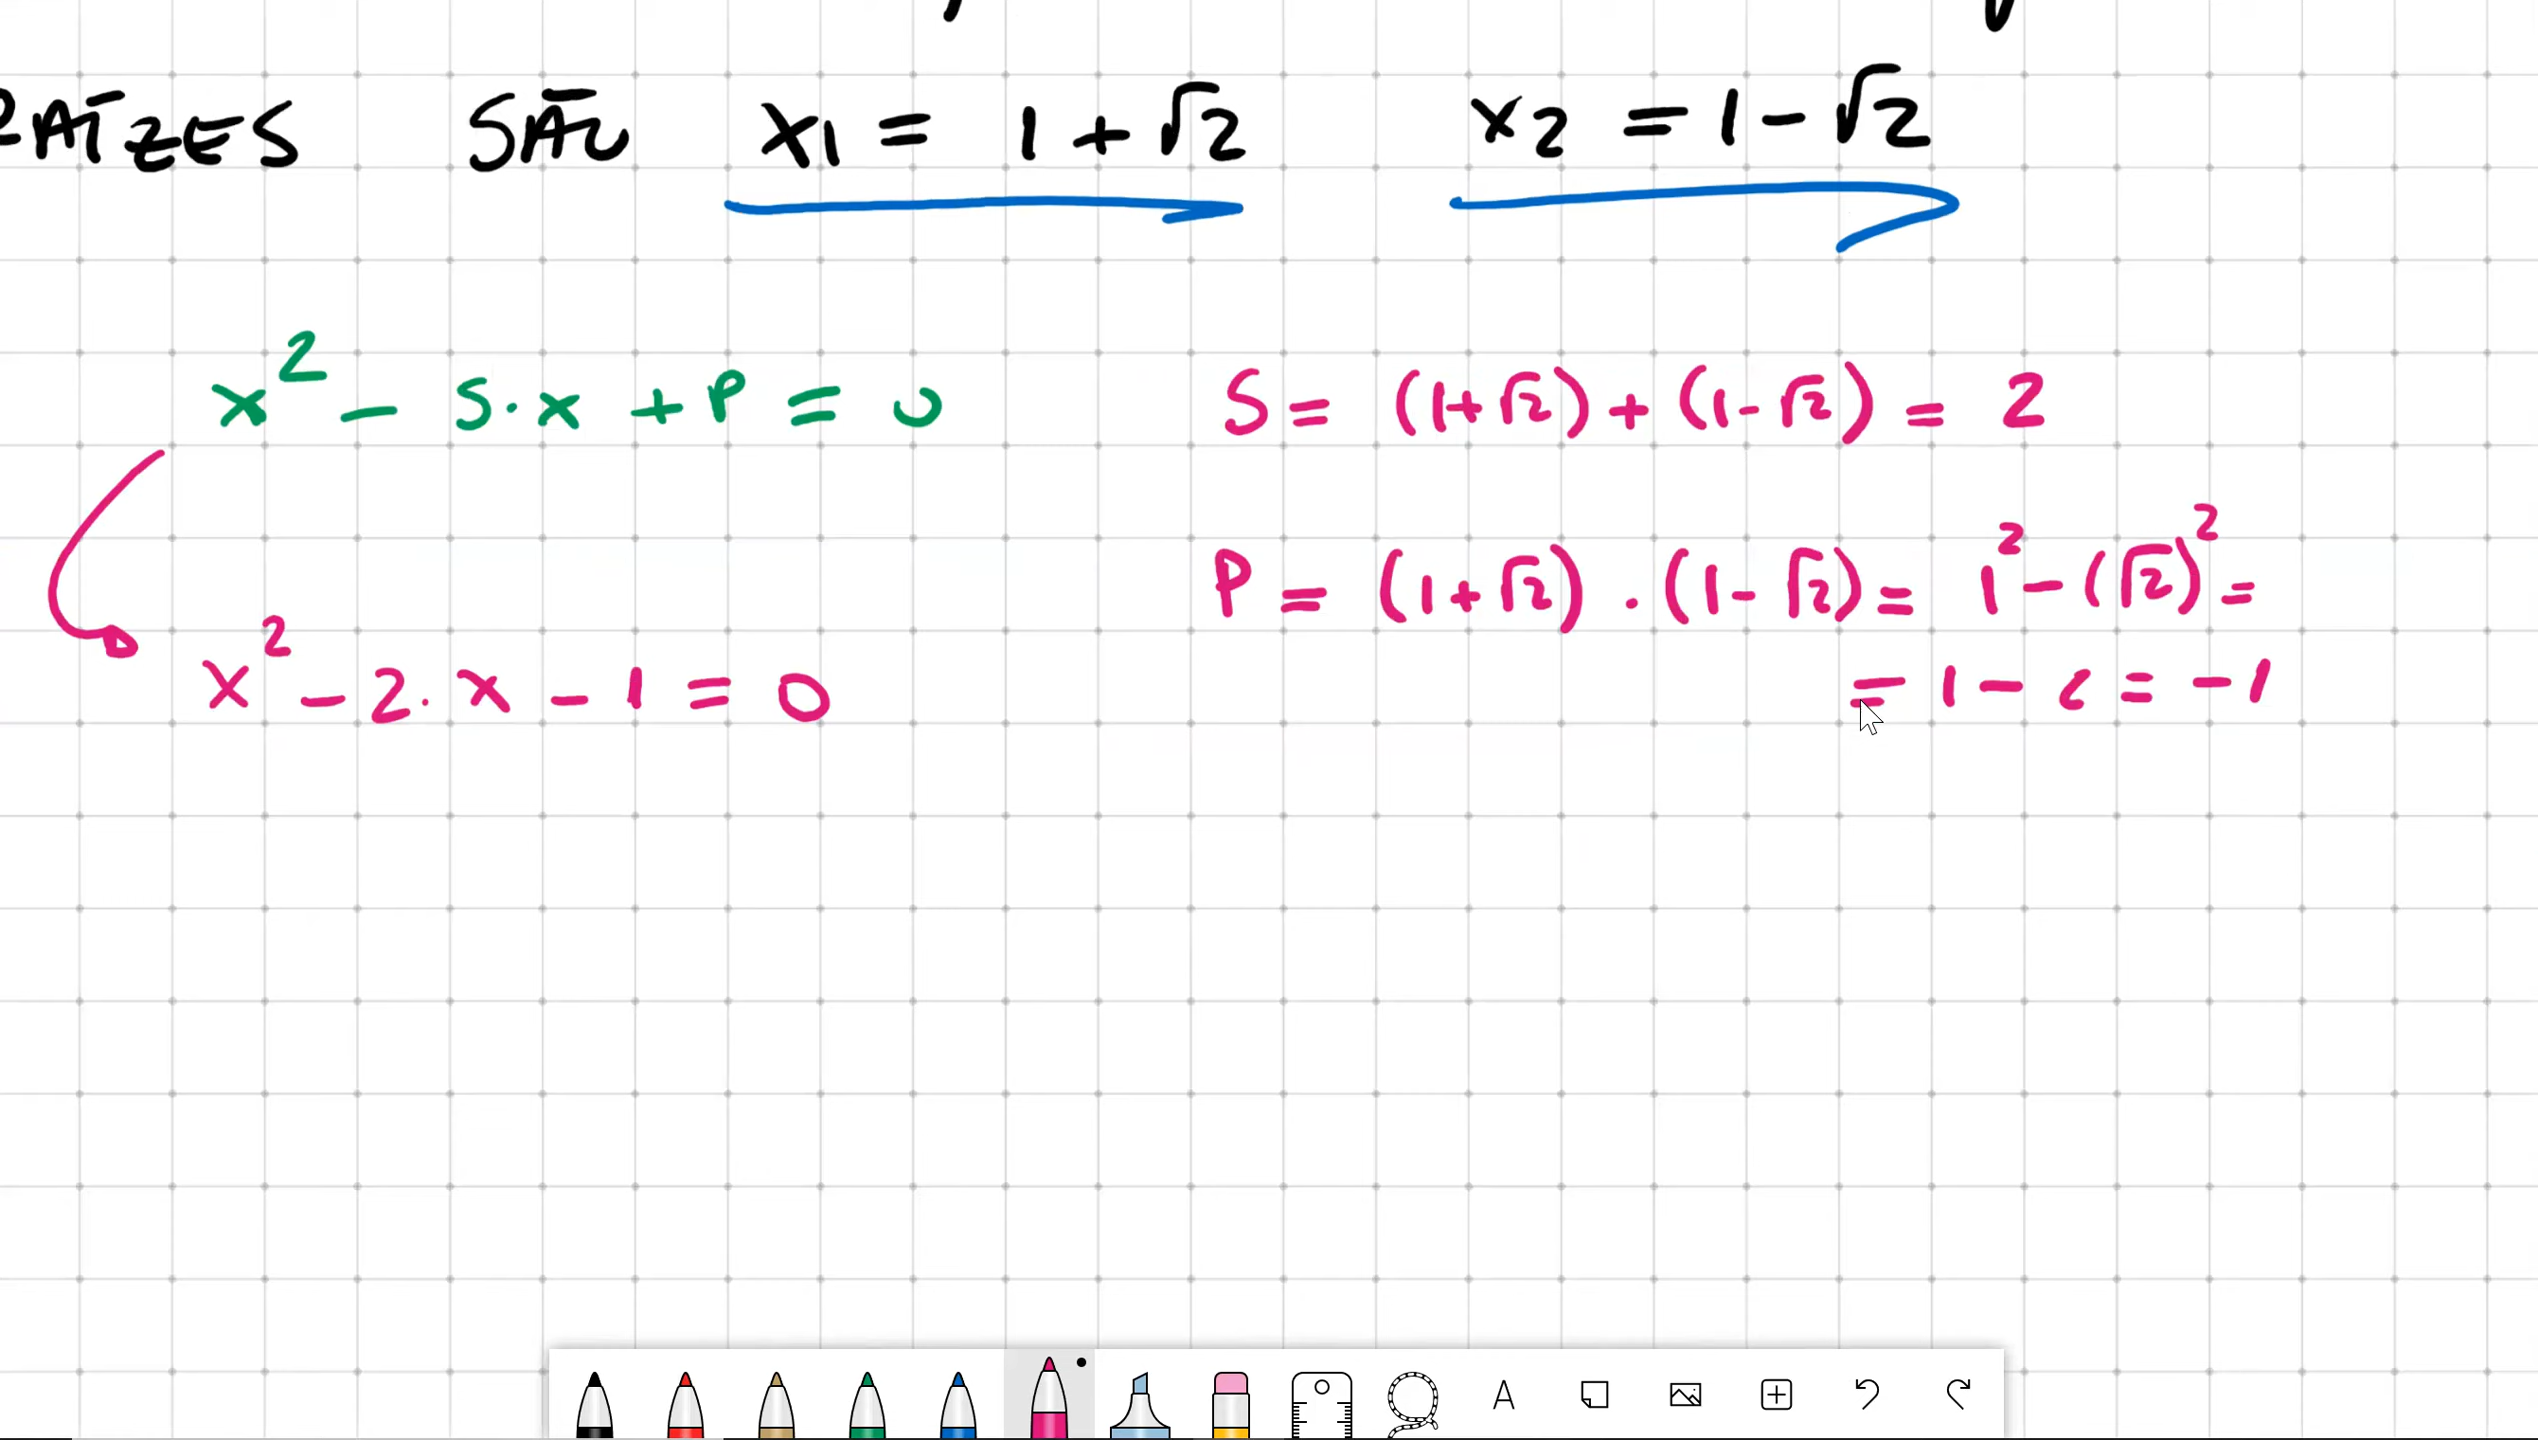 RAÍZES SÃO x1 = 1 + √2 x2 = 1 - √2
x² - S·x + P = 0
S = (1+√2) + (1-√2) = 2
P = (1+√2) · (1-√2) = 1² - (√2)² =
x² - 2·x - 1 = 0
= 1 - 2 = -1